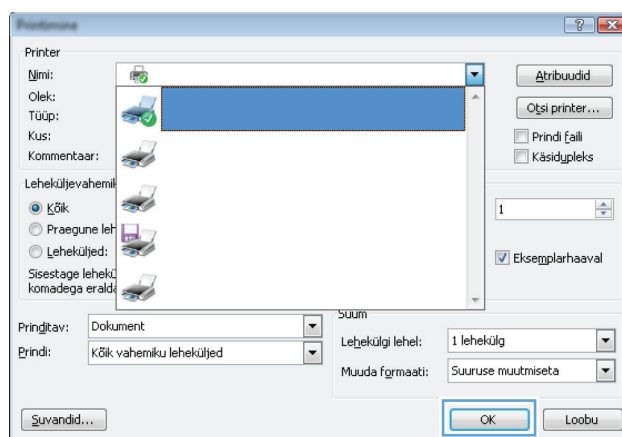 Printimine
Printer
Nimi:
Atribuudid
Olek:
Otsi printer...
Tüüp:
Kus:
Prindi faili
Kommentaar:
Käsidupleks
Leheküljevahemik
Kõik
1
Praegune leh
Leheküljed:
Eksemplarhaaval
Sisestage lehekü
komadega eralda
Suum
Prinditav: Dokument
Lehekülgi lehel: 1 lehekülg
Prindi: Kõik vahemiku leheküljed
Muuda formaati: Suuruse muutmiseta
Suvandid...
OK
Loobu